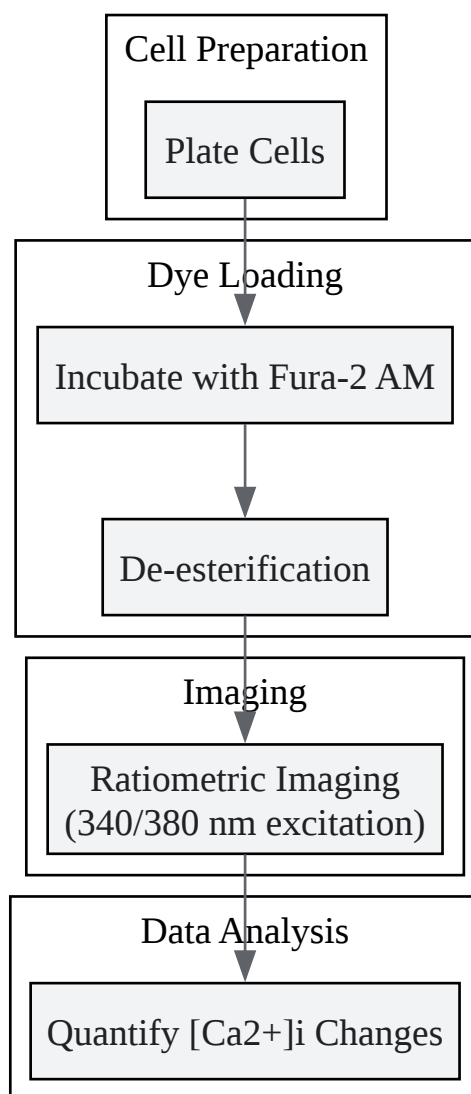 Cell Preparation
Plate Cells
Dye Loading
Incubate with Fura-2 AM
De-esterification
Imaging
Ratiometric Imaging
(340/380 nm excitation)
Data Analysis
Quantify [Ca2+]i Changes